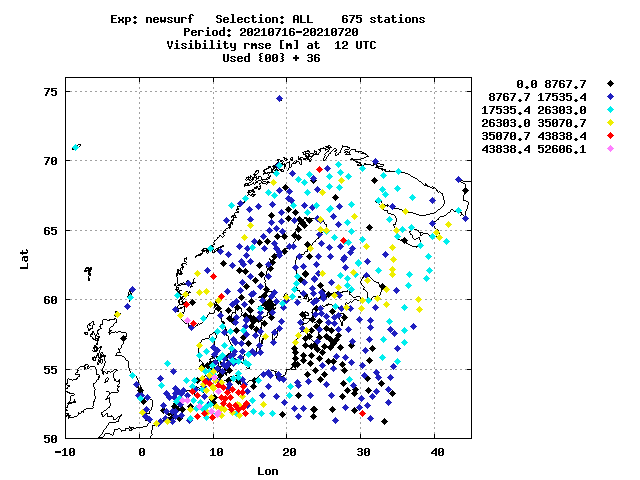 Exp: newsurf Selection: ALL 675 stations
Period: 20210716-20210720
Visibility rmse [m] at 12 UTC
Used {00} + 36
0.0 8767.7
8767.7 17535.4
17535.4 26303.0
26303.0 35070.7
35070.7 43838.4
43838.4 52606.1
75
70
65
60
55
50
Lat
-10 0 10 20 30 40
Lon